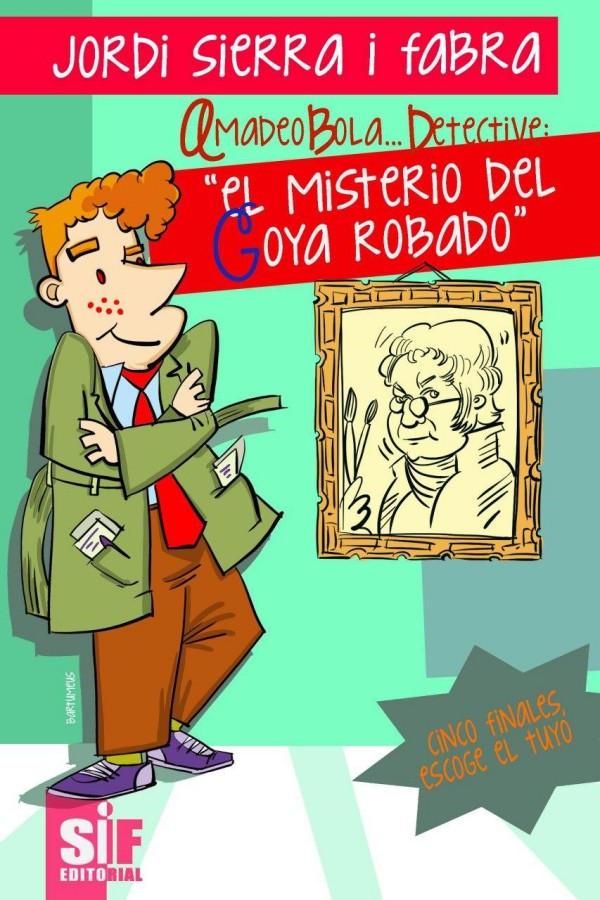 JORDI SIERRA I FABRA
AMADEO BOLA... DETECTIVE:
"EL MISTERIO DEL
GOYA ROBADO"
BARTUMEUS
CINCO FINALES,
ESCOGE EL TUYO
SIF
EDITORIAL